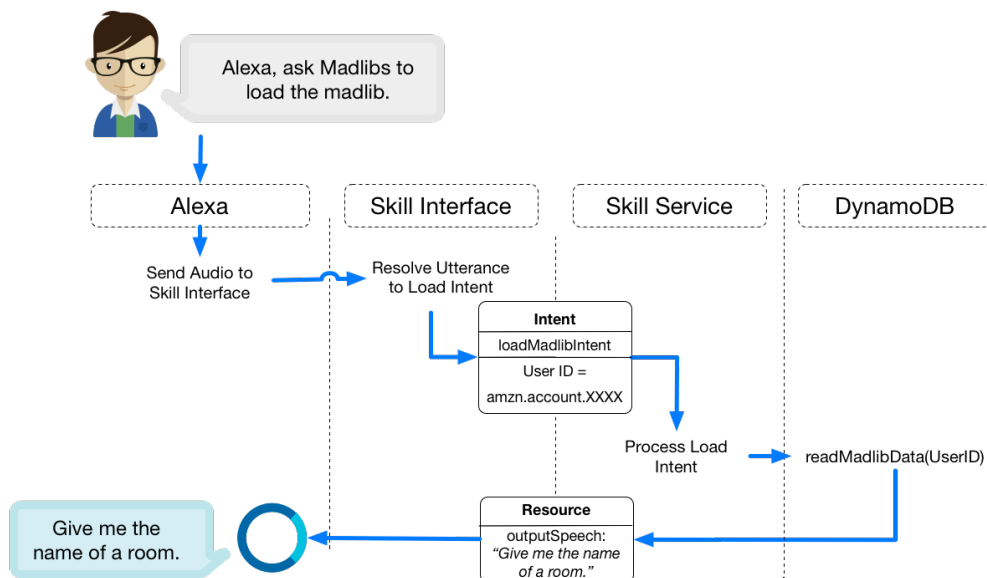 Alexa, ask Madlibs to
load the madlib.
Alexa
Skill Interface
Skill Service
DynamoDB
Send Audio to
Skill Interface
Resolve Utterance
to Load Intent
Intent
loadMadlibIntent
User ID =
amzn.account.XXXX
Process Load
Intent
readMadlibData(UserID)
Give me the
name of a room.
Resource
outputSpeech:
“Give me the name
of a room.”